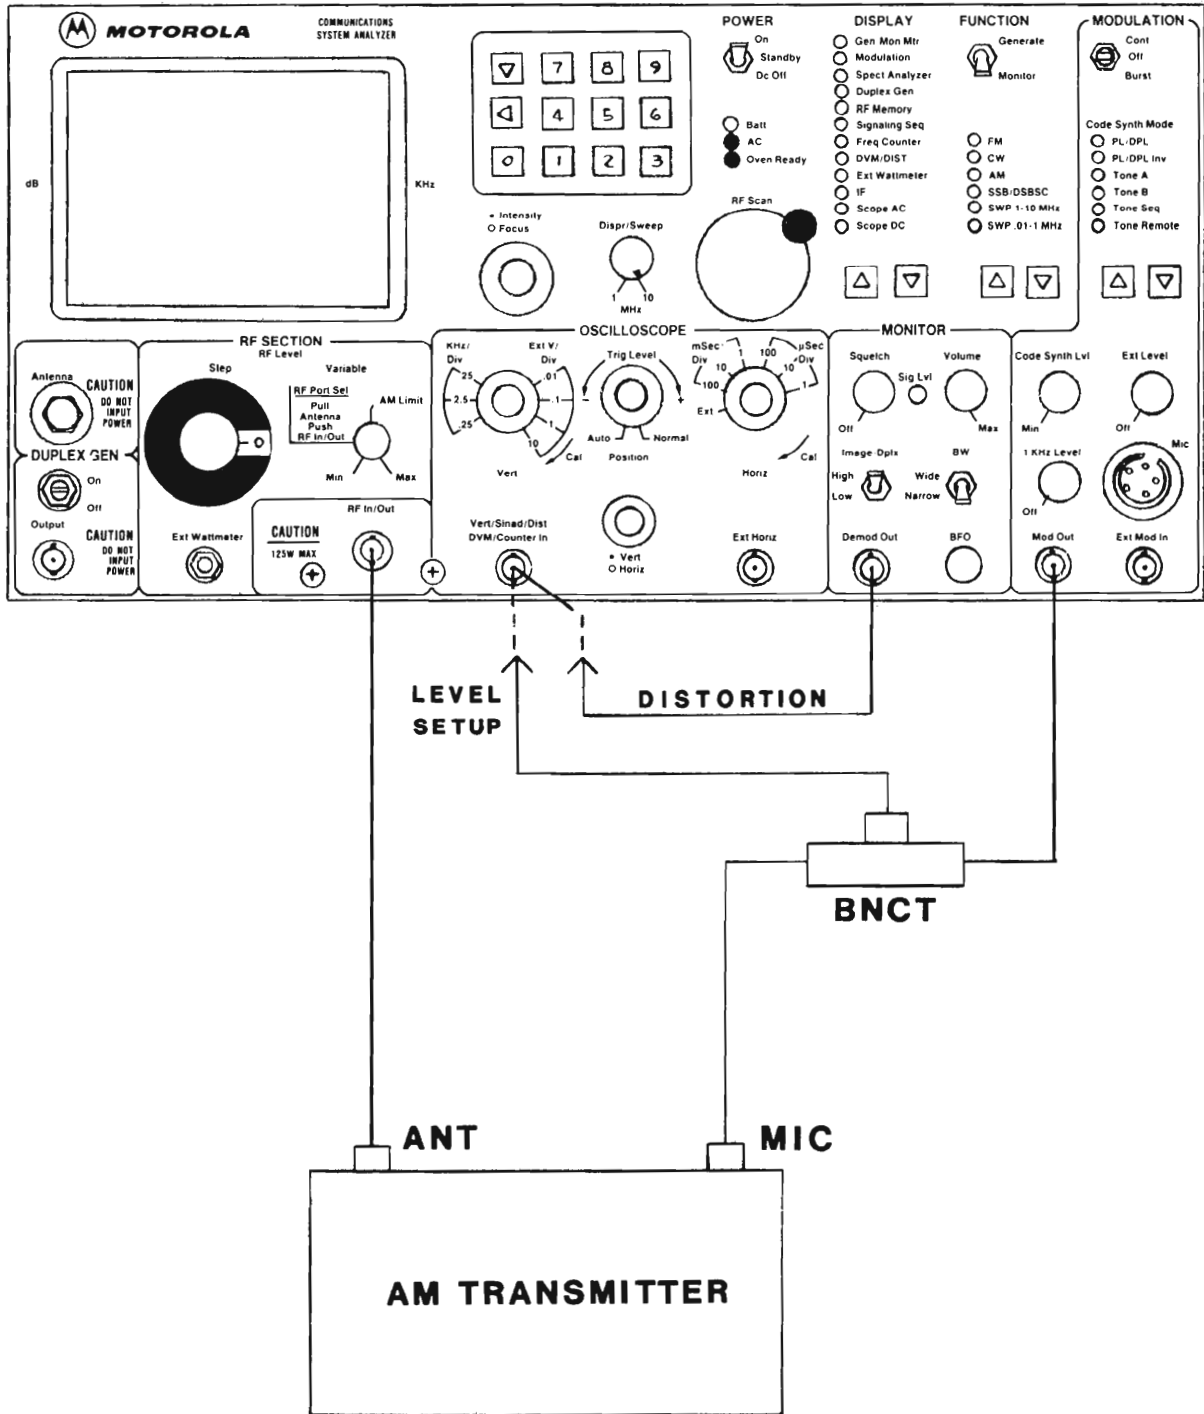 MOTOROLA
COMMUNICATIONS
SYSTEM ANALYZER
dB
KHz
7 8 9
4 5 6
0 1 2 3
Intensity
Focus
Dispr/Sweep
1 10
MHz
POWER
On
Standby
Dc Off
Batt
AC
Oven Ready
RF Scan
DISPLAY
Gen Mon Mtr
Modulation
Spect Analyzer
Duplex Gen
RF Memory
Signaling Seq
Freq Counter
DVM/DIST
Ext Wattmeter
IF
Scope AC
Scope DC
FUNCTION
Generate
Monitor
FM
CW
AM
SSB/DSBSC
SWP 1-10 MHz
SWP .01-1 MHz
MODULATION
Cont
Off
Burst
Code Synth Mode
PL/DPL
PL/DPL Inv
Tone A
Tone B
Tone Seq
Tone Remote
Antenna
CAUTION
DO NOT
INPUT
POWER
DUPLEX GEN
On
Off
Output
CAUTION
DO NOT
INPUT
POWER
RF SECTION
RF Level
Step
Variable
RF Port Sel
Pull
Antenna
Push
RF In/Out
AM Limit
Min
Max
0
Ext Wattmeter
CAUTION
125W MAX
RF In/Out
OSCILLOSCOPE
KHz/
Div
.25
2.5
.25
Ext V/
Div
.01
.1
1
10
Cal
Vert
Trig Level
- +
Auto
Normal
Position
mSec
Div
1
10
100
Ext
µSec
Div
100
10
1
Cal
Horiz
Vert/Sinad/Dist
DVM/Counter In
Vert
Horiz
Ext Horiz
MONITOR
Squelch
Off
Sig Lvl
Volume
Max
Image Dplx
High
Low
BW
Wide
Narrow
Demod Out
BFO
Code Synth Lvl
Min
Ext Level
Off
1 KHz Level
Off
Mic
Mod Out
Ext Mod In
LEVEL
SETUP
DISTORTION
BNCT
ANT
MIC
AM TRANSMITTER